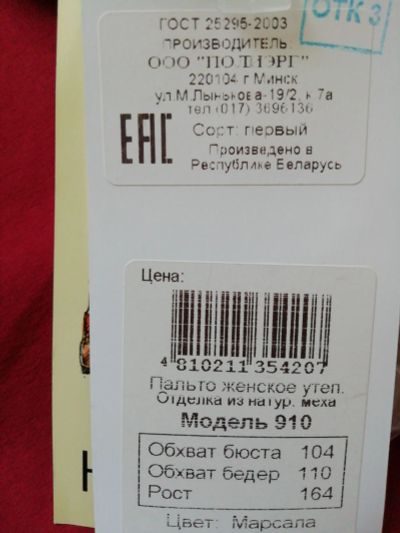 ОТК 3
ГОСТ 25295-2003
ПРОИЗВОДИТЕЛЬ:
ООО "ПОЛИЭРГ"
220104 г Минск
ул.М.Лынькова-19/2, к 7а
тел (017) 3696136
ЕАС
Сорт: первый
Произведено в
Республике Беларусь
Цена:
4 810211 354207
Пальто женское утеп.
Отделка из натур. меха
Модель 910
Обхват бюста 104
Обхват бедер 110
Рост 164
Цвет: Марсала